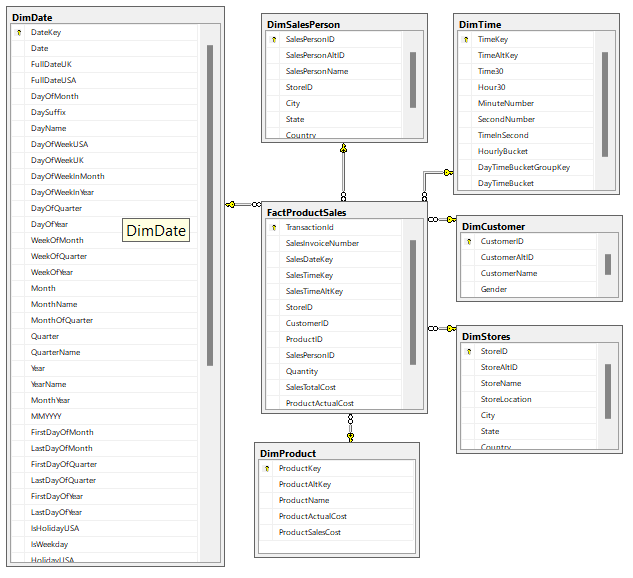 DimDate
DateKey
Date
FullDateUK
FullDateUSA
DayOfMonth
DaySuffix
DayName
DayOfWeekUSA
DayOfWeekUK
DayOfWeekInMonth
DayOfWeekInYear
DayOfQuarter
DayOfYear
WeekOfMonth
WeekOfQuarter
WeekOfYear
Month
MonthName
MonthOfQuarter
Quarter
QuarterName
Year
YearName
MonthYear
MMYYYY
FirstDayOfMonth
LastDayOfMonth
FirstDayOfQuarter
LastDayOfQuarter
FirstDayOfYear
LastDayOfYear
IsHolidayUSA
IsWeekday
HolidayUSA
DimDate
DimSalesPerson
SalesPersonID
SalesPersonAltID
SalesPersonName
StoreID
City
State
Country
DimTime
TimeKey
TimeAltKey
Time30
Hour30
MinuteNumber
SecondNumber
TimeInSecond
HourlyBucket
DayTimeBucketGroupKey
DayTimeBucket
FactProductSales
TransactionId
SalesInvoiceNumber
SalesDateKey
SalesTimeKey
SalesTimeAltKey
StoreID
CustomerID
ProductID
SalesPersonID
Quantity
SalesTotalCost
ProductActualCost
DimCustomer
CustomerID
CustomerAltID
CustomerName
Gender
DimStores
StoreID
StoreAltID
StoreName
StoreLocation
City
State
Country
DimProduct
ProductKey
ProductAltKey
ProductName
ProductActualCost
ProductSalesCost